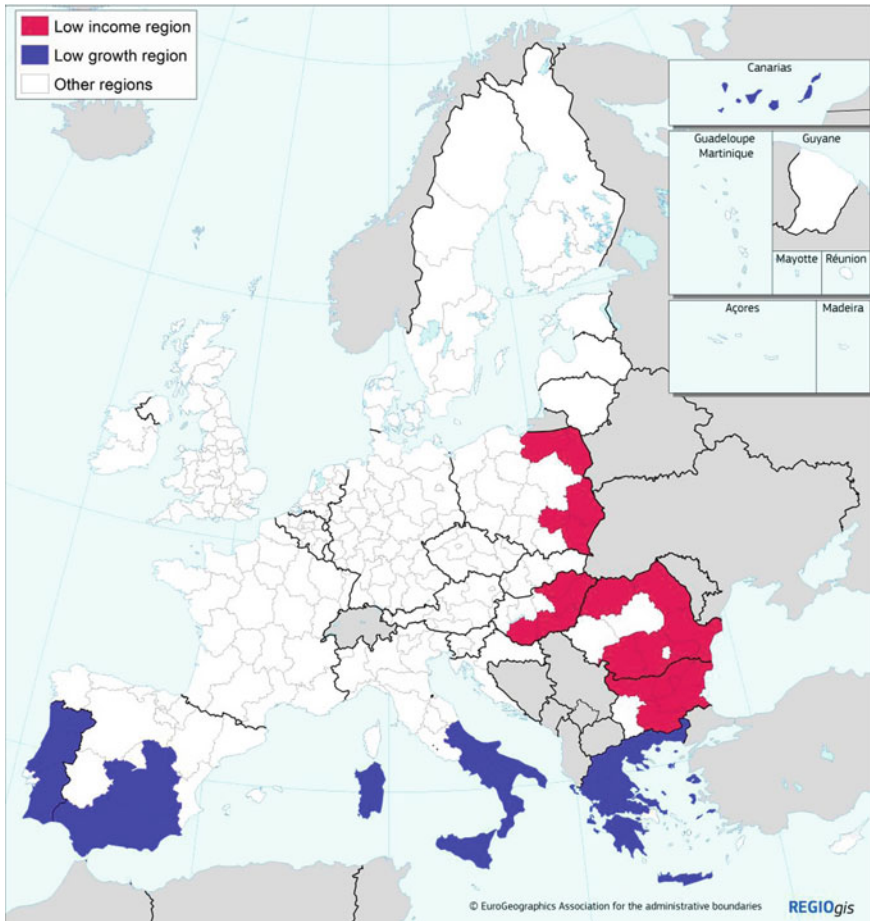 Low income region
Low growth region
Other regions
Canarias
Guadeloupe
Martinique
Guyane
Mayotte
Réunion
Açores
Madeira
© EuroGeographics Association for the administrative boundaries
REGIOgis